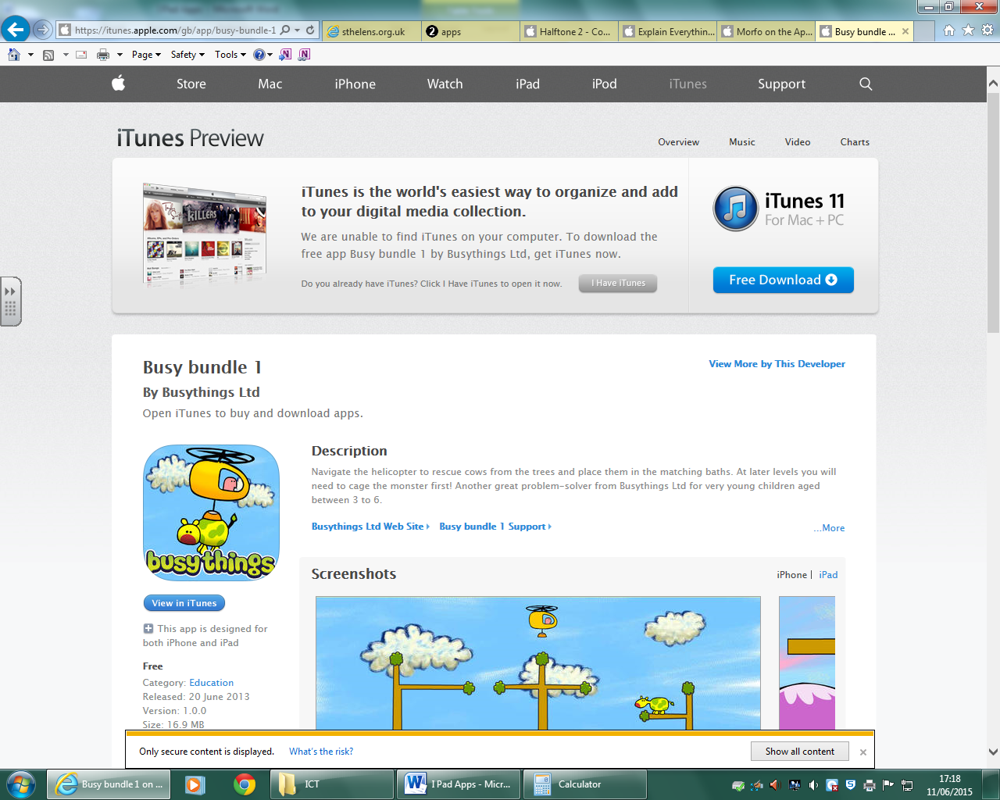 https://itunes.apple.com/gb/app/busy-bundle-1
sthelens.org.uk
2 apps
Halftone 2 - Co...
Explain Everythin...
Morfo on the Ap...
Busy bundle ...
Page
Safety
Tools
Store
Mac
iPhone
Watch
iPad
iPod
iTunes
Support
iTunes Preview
Overview
Music
Video
Charts
KILLERS
iTunes is the world's easiest way to organize and add
to your digital media collection.
We are unable to find iTunes on your computer. To download the
free app Busy bundle 1 by Busythings Ltd, get iTunes now.
Do you already have iTunes? Click I Have iTunes to open it now.
I Have iTunes
iTunes 11
For Mac + PC
Free Download
Busy bundle 1
View More by This Developer
By Busythings Ltd
Open iTunes to buy and download apps.
busythings
View in iTunes
This app is designed for
both iPhone and iPad
Free
Category: Education
Released: 20 June 2013
Version: 1.0.0
Size: 16.9 MB
Description
Navigate the helicopter to rescue cows from the trees and place them in the matching baths. At later levels you will
need to cage the monster first! Another great problem-solver from Busythings Ltd for very young children aged
between 3 to 6.
Busythings Ltd Web Site
Busy bundle 1 Support
...More
Screenshots
iPhone | iPad
Only secure content is displayed.
What's the risk?
Show all content
Busy bundle 1 on ...
ICT
I Pad Apps - Micr...
Calculator
17:18
11/06/2015